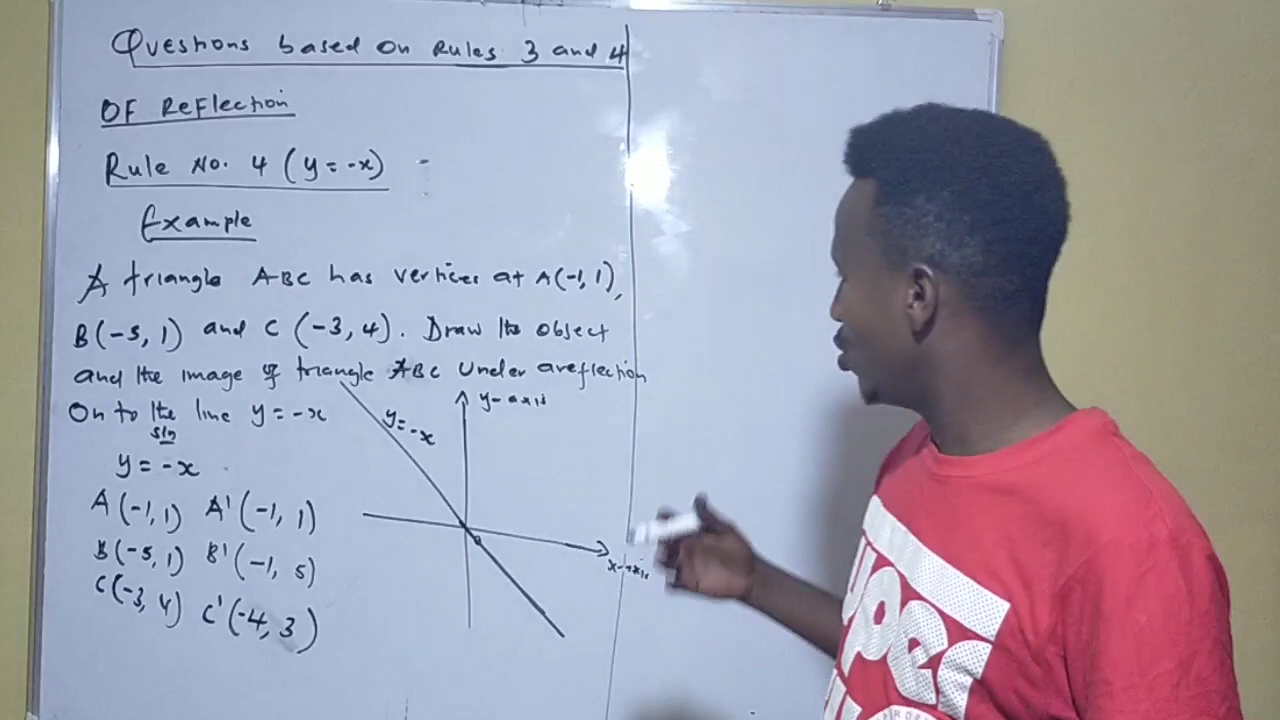 Questions based on Rules 3 and 4
OF Reflection
Rule No. 4 (y = -x)
Example
A triangle ABC has vertices at A(-1, 1),
B(-5, 1) and C (-3, 4). Draw the object
and the image of triangle ABC under a reflection
On to the line y = -x
soln
y = -x
A(-1, 1) A'(-1, 1)
B(-5, 1) B'(-1, 5)
C(-3, 4) C'(-4, 3)
y = -x
y-axis
x-axis